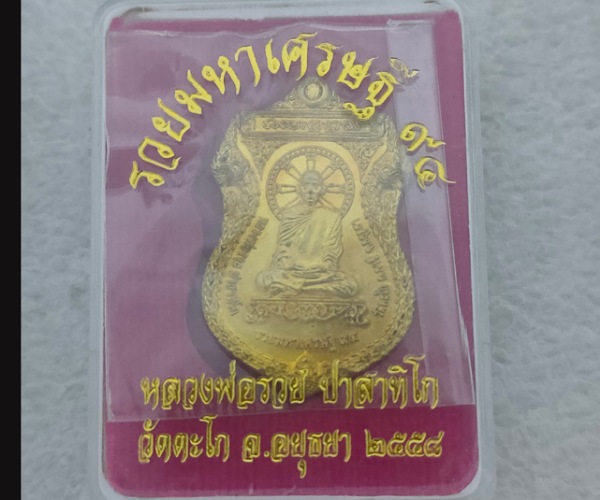 รวยมหาเศรษฐี ๙๔
หลวงพ่อรวย ปาสาทิโก
วัดตะโก จ.อยุธยา ๒๕๕๘